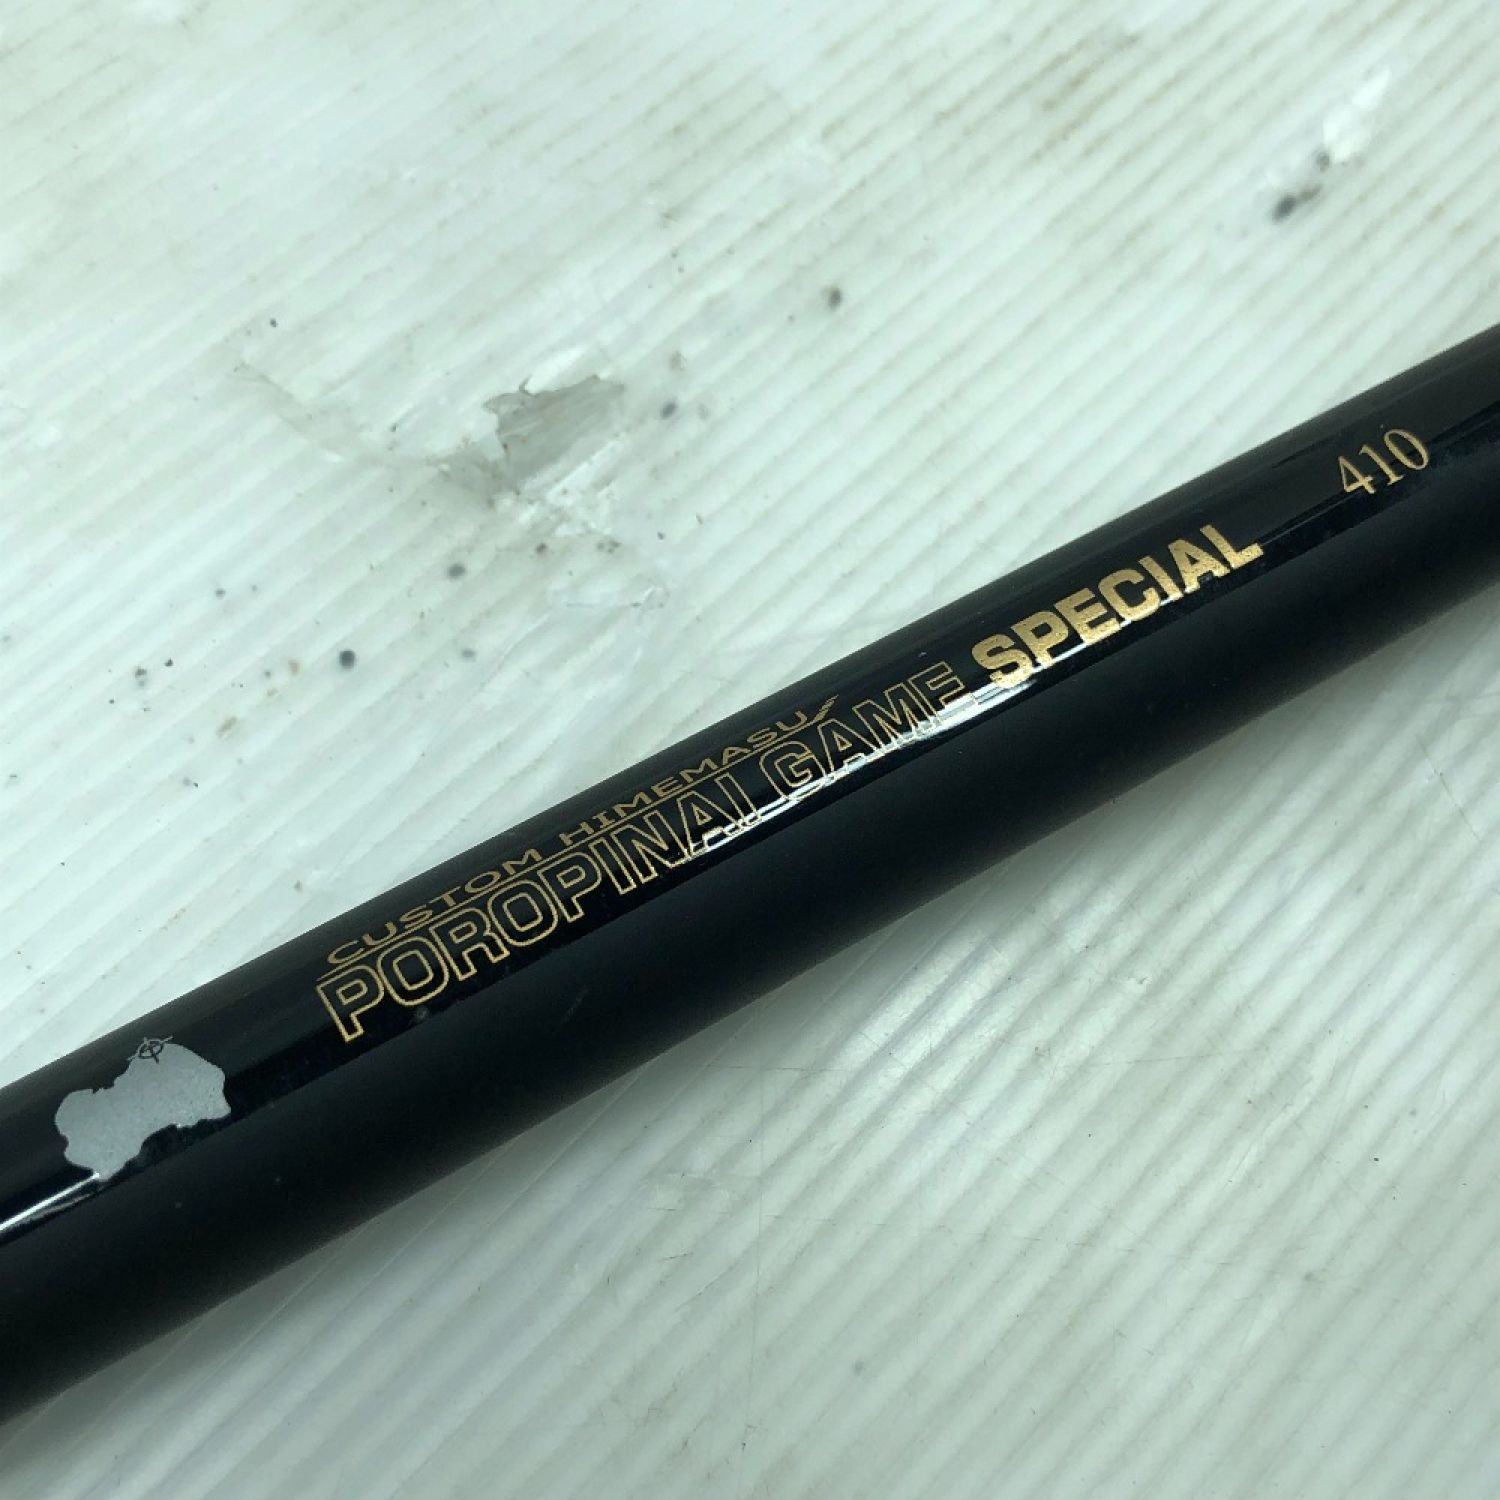 CUSTOM HIMEMASU
POROPINAI GAME SPECIAL 410